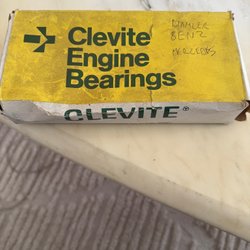 Clevite
Engine
Bearings
DAIMLER
BENZ
MERCEDES
CLEVITE®